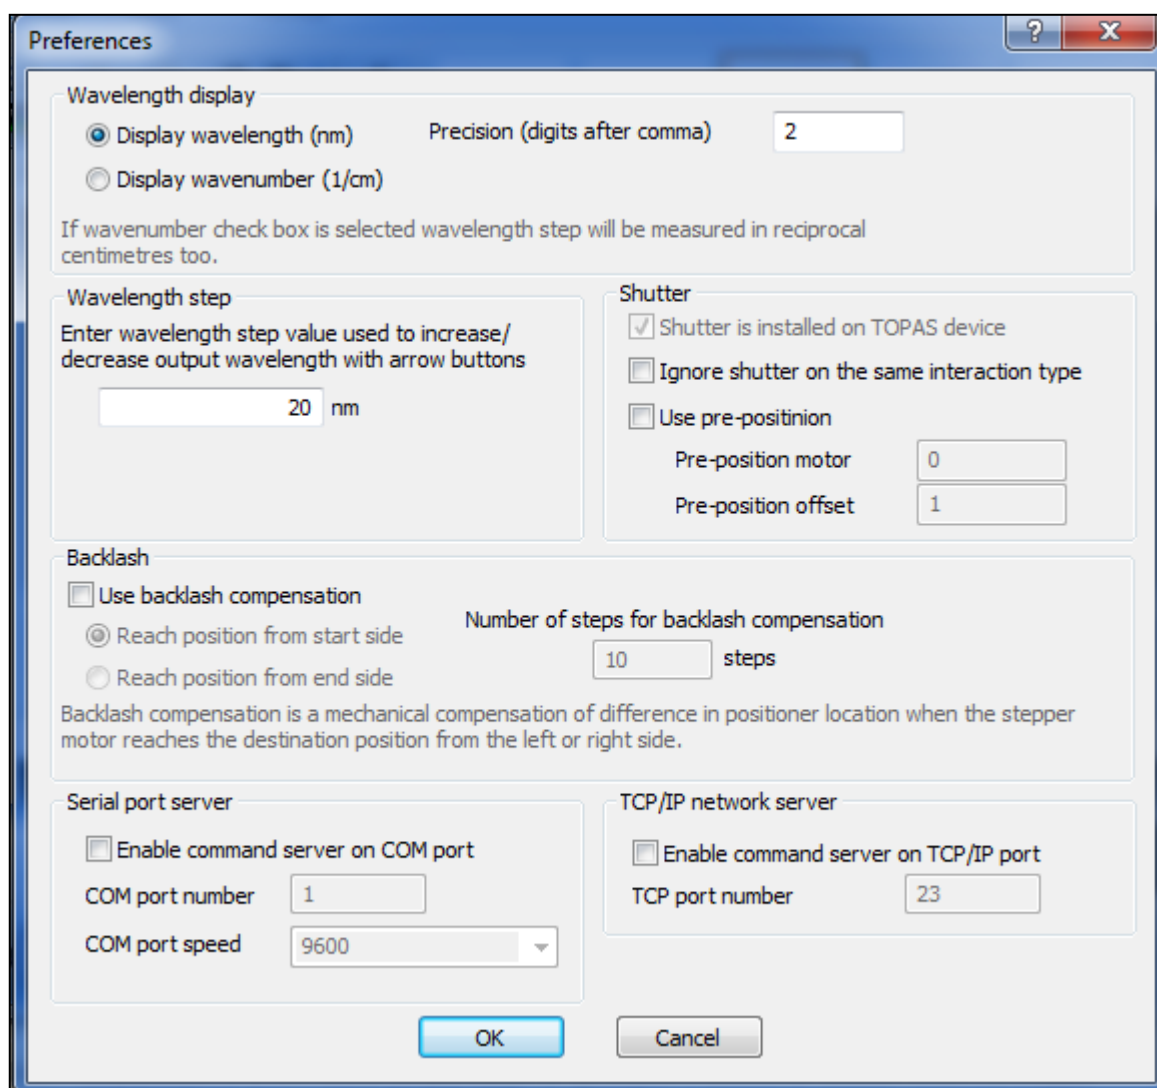 Preferences
?
X
Wavelength display
Display wavelength (nm)
Precision (digits after comma)
2
Display wavenumber (1/cm)
If wavenumber check box is selected wavelength step will be measured in reciprocal
centimetres too.
Wavelength step
Enter wavelength step value used to increase/
decrease output wavelength with arrow buttons
20 nm
Shutter
Shutter is installed on TOPAS device
Ignore shutter on the same interaction type
Use pre-positinion
Pre-position motor
0
Pre-position offset
1
Backlash
Use backlash compensation
Reach position from start side
Reach position from end side
Number of steps for backlash compensation
10 steps
Backlash compensation is a mechanical compensation of difference in positioner location when the stepper
motor reaches the destination position from the left or right side.
Serial port server
Enable command server on COM port
COM port number
1
COM port speed
9600
TCP/IP network server
Enable command server on TCP/IP port
TCP port number
23
OK
Cancel